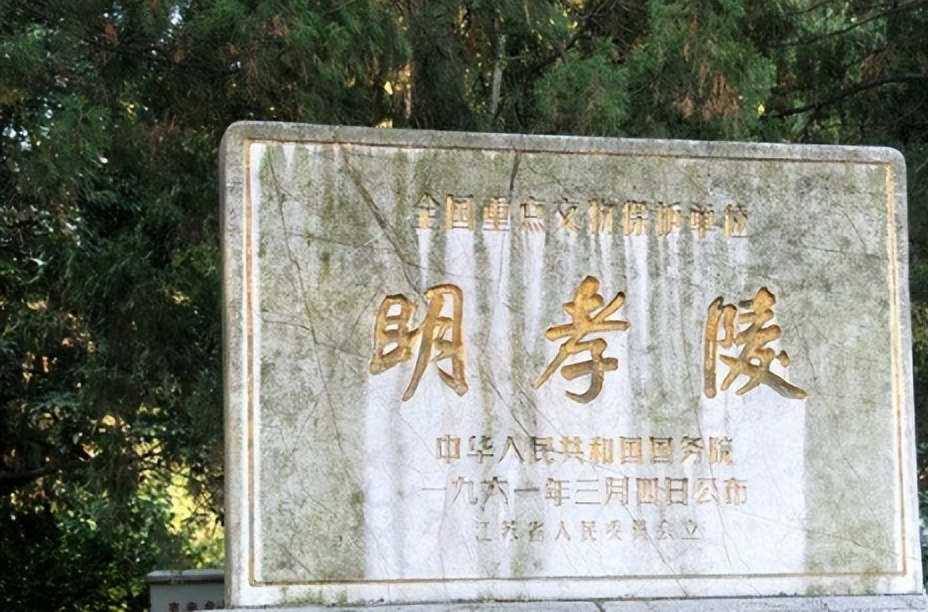 全国重点文物保护单位
明孝陵
中华人民共和国国务院
一九六一年三月四日公布
江苏省人民委员会立